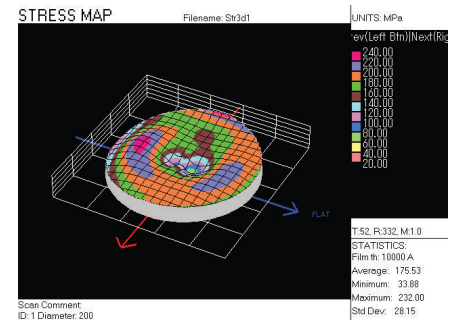 STRESS MAP
Filename: Str3d1
UNITS: MPa
rev(Left Btn)|Next(Rig
240.00
220.00
200.00
180.00
160.00
140.00
120.00
100.00
80.00
60.00
40.00
20.00
FLAT
T:52, R:332, M:1.0
STATISTICS:
Film th: 10000 A
Average: 175.53
Minimum: 33.88
Maximum: 232.00
Std Dev: 28.15
Scan Comment:
ID: 1 Diameter: 200